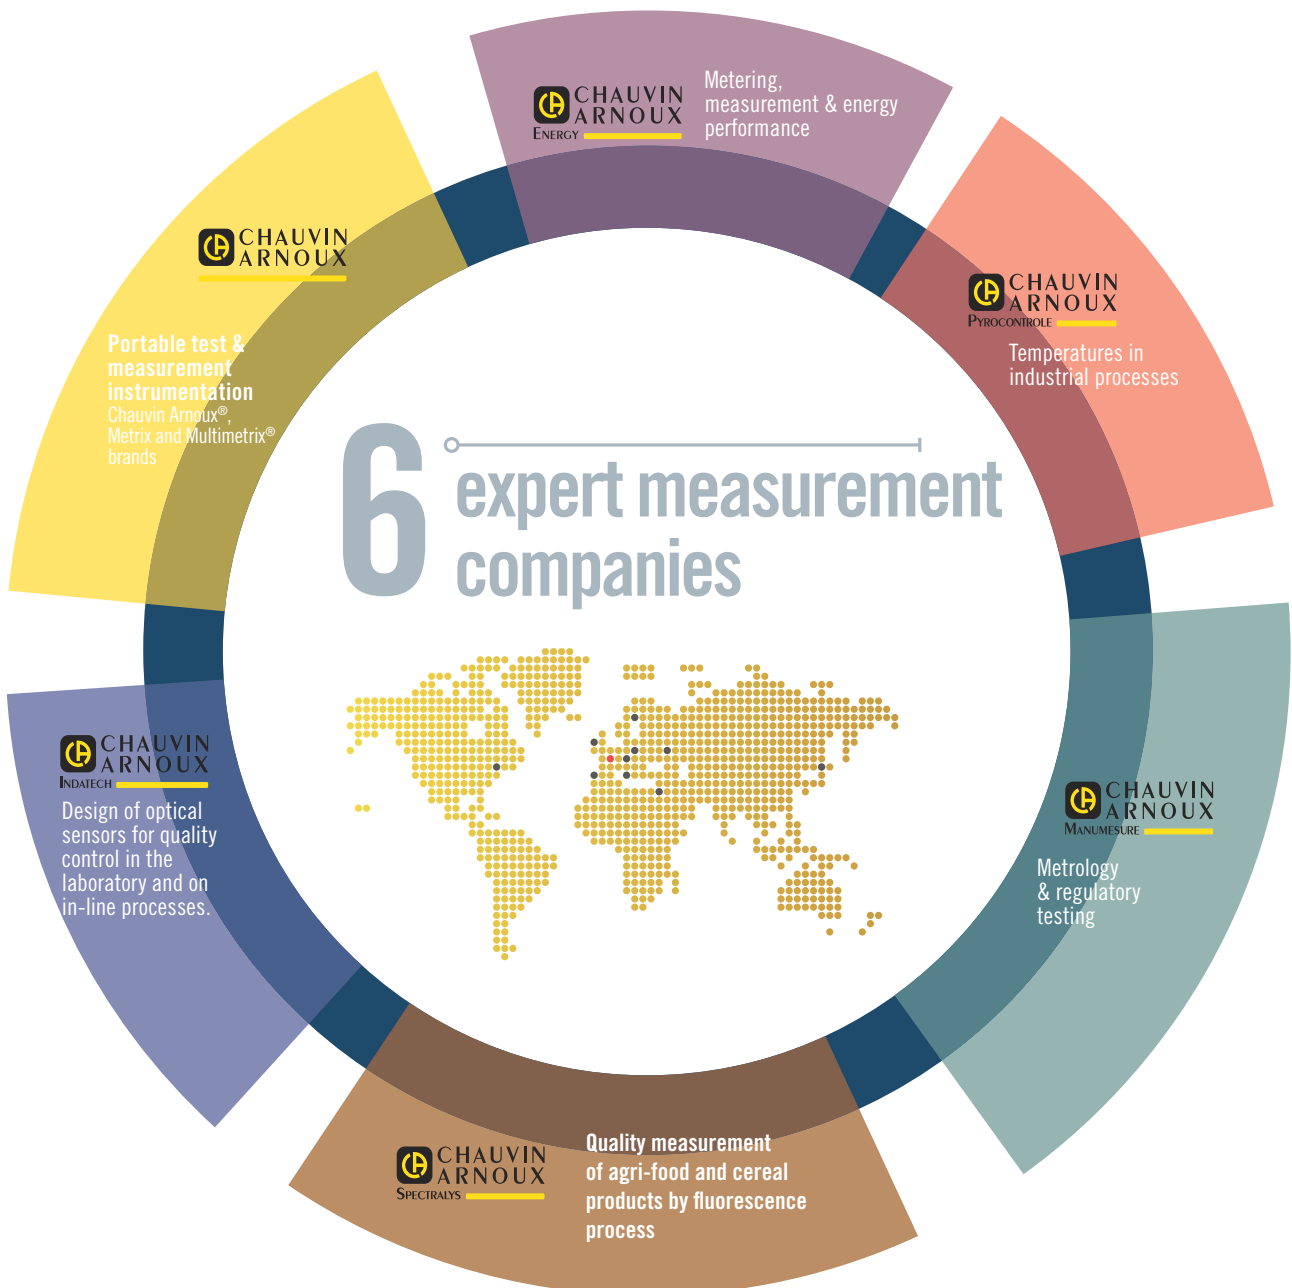 CHAUVIN
ARNOUX
ENERGY
Metering,
measurement & energy
performance
CHAUVIN
ARNOUX
PYROCONTROLE
Temperatures in
industrial processes
CHAUVIN
ARNOUX
MANUMESURE
Metrology
& regulatory
testing
CHAUVIN
ARNOUX
SPECTRALYS
Quality measurement
of agri-food and cereal
products by fluorescence
process
CHAUVIN
ARNOUX
INDATECH
Design of optical
sensors for quality
control in the
laboratory and on
in-line processes.
CHAUVIN
ARNOUX
Portable test &
measurement
instrumentation
Chauvin Arnoux®,
Metrix and Multimetrix®
brands
6
expert measurement
companies